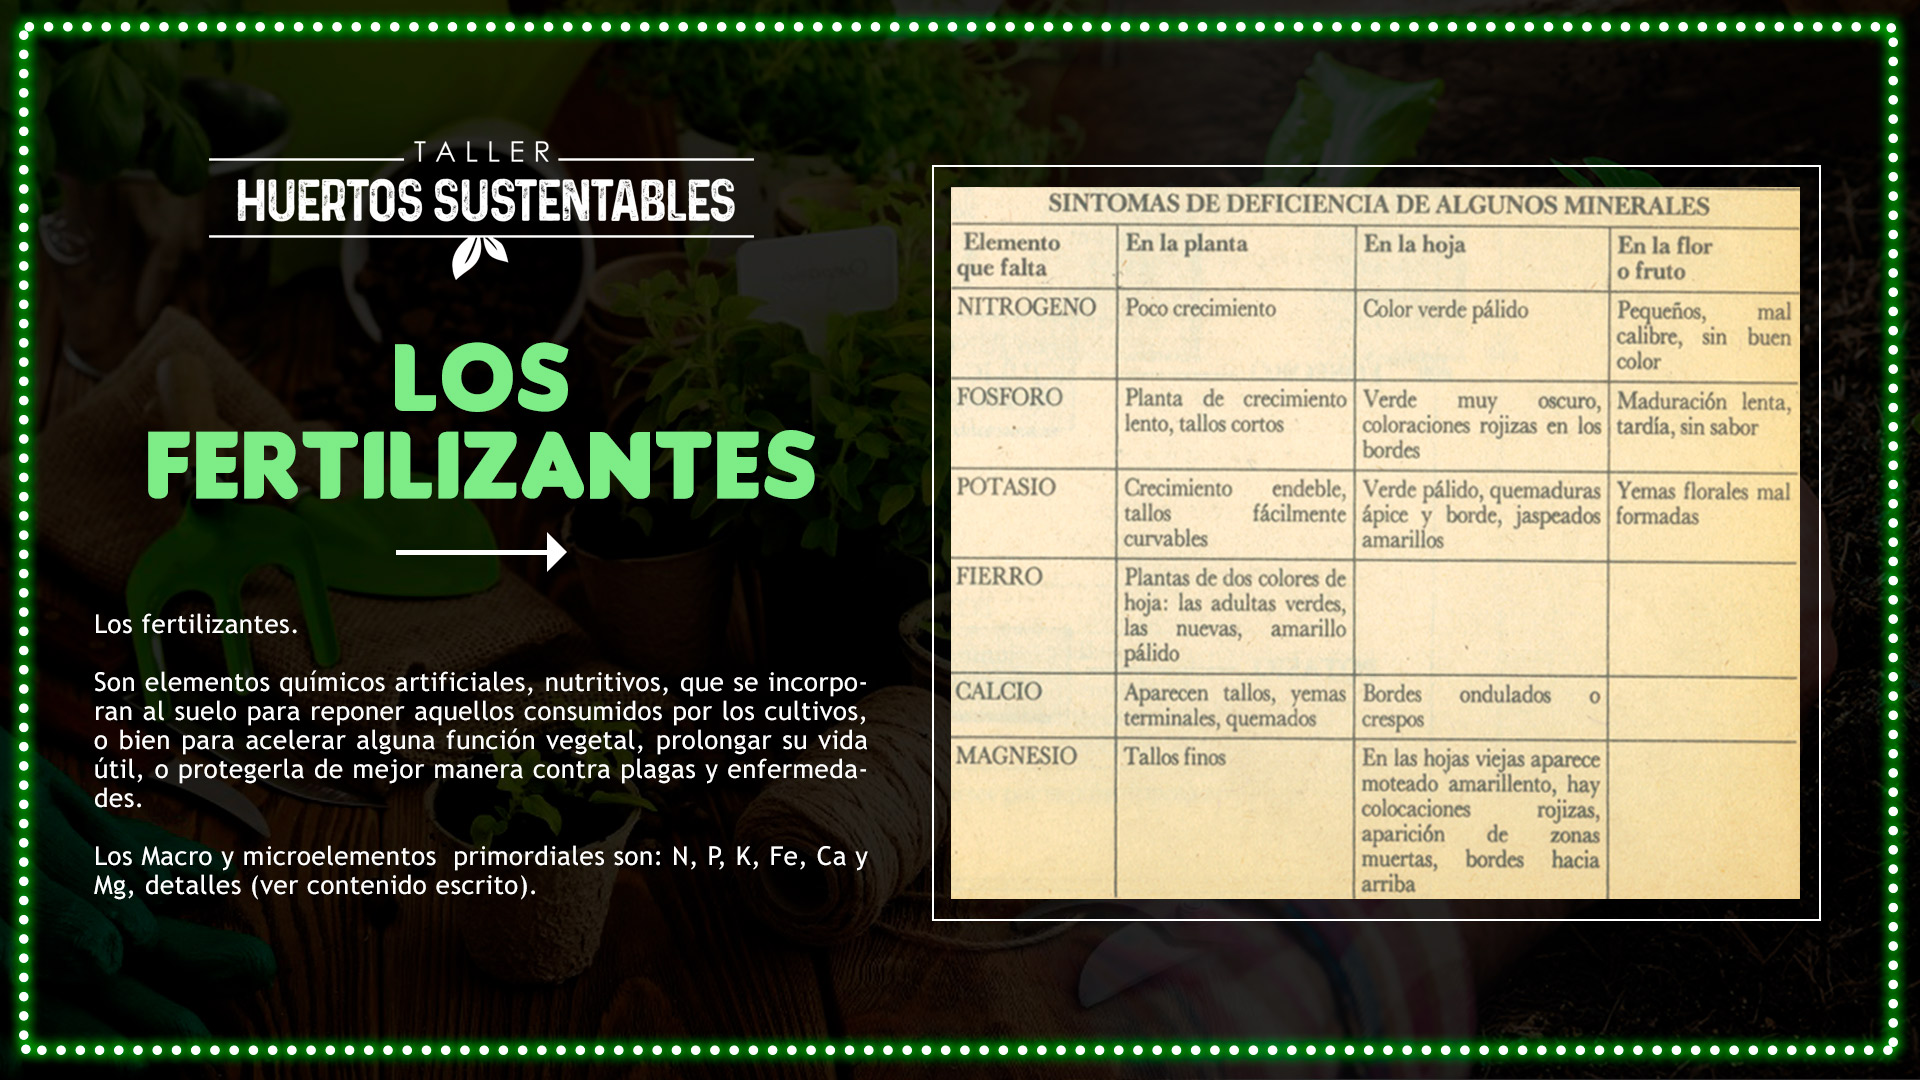 TALLER
HUERTOS SUSTENTABLES
LOS
FERTILIZANTES
Los fertilizantes.
Son elementos químicos artificiales, nutritivos, que se incorpo-
ran al suelo para reponer aquellos consumidos por los cultivos,
o bien para acelerar alguna función vegetal, prolongar su vida
útil, o protegerla de mejor manera contra plagas y enfermeda-
des.
Los Macro y microelementos  primordiales son: N, P, K, Fe, Ca y
Mg, detalles (ver contenido escrito).
SINTOMAS DE DEFICIENCIA DE ALGUNOS MINERALES
Elemento
que falta
En la planta
En la hoja
En la flor
o fruto
NITROGENO
Poco crecimiento
Color verde pálido
Pequeños, mal
calibre, sin buen
color
FOSFORO
Planta de crecimiento
lento, tallos cortos
Verde muy oscuro,
coloraciones rojizas en los
bordes
Maduración lenta,
tardía, sin sabor
POTASIO
Crecimiento endeble,
tallos fácilmente
curvables
Verde pálido, quemaduras
ápice y borde, jaspeados
amarillos
Yemas florales mal
formadas
FIERRO
Plantas de dos colores de
hoja: las adultas verdes,
las nuevas, amarillo
pálido
CALCIO
Aparecen tallos, yemas
terminales, quemados
Bordes ondulados o
crespos
MAGNESIO
Tallos finos
En las hojas viejas aparece
moteado amarillento, hay
colocaciones rojizas,
aparición de zonas
muertas, bordes hacia
arriba